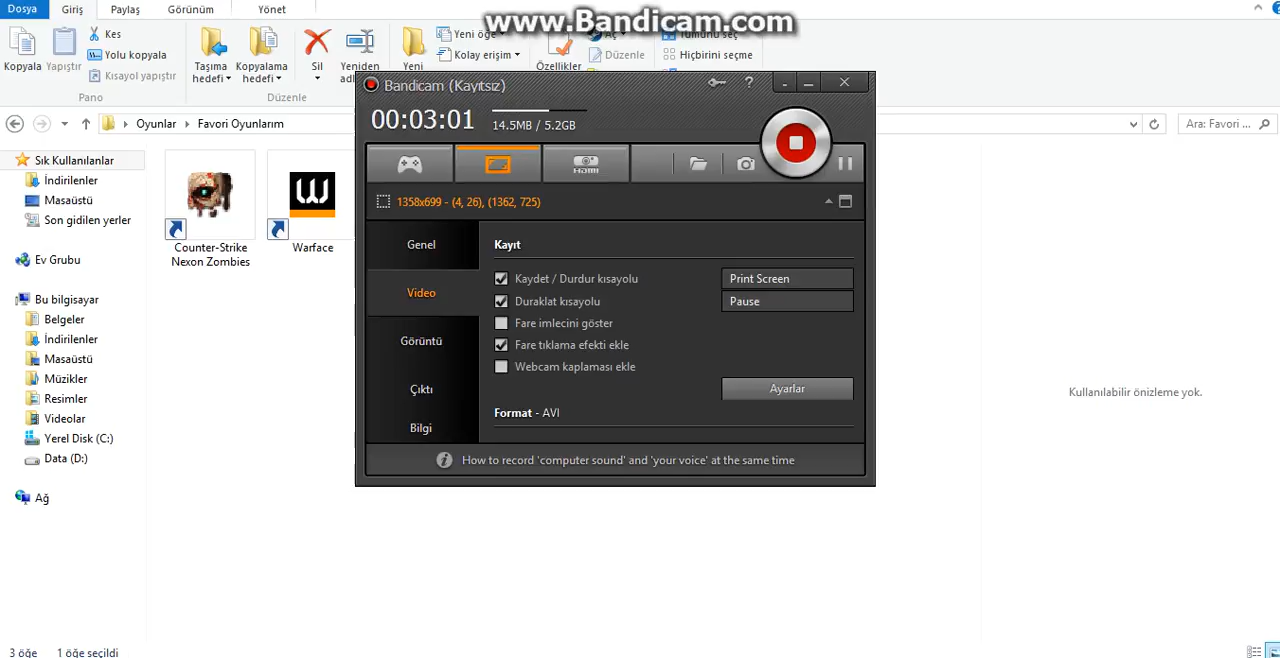 Dosya Giriş Paylaş Görünüm Yönet
www.Bandicam.com
Kopyala Yapıştır
Kes
Yolu kopyala
Kısayol yapıştır
Pano
Taşıma hedefi
Kopyalama hedefi
Sil
Yeniden
Düzenle
Yeni
Kolay erişim
Özellikler
Düzenle
Hiçbirini seçme
Oyunlar Favori Oyunlarım
Ara: Favori ...
Sık Kullanılanlar
İndirilenler
Masaüstü
Son gidilen yerler
Ev Grubu
Bu bilgisayar
Belgeler
İndirilenler
Masaüstü
Müzikler
Resimler
Videolar
Yerel Disk (C:)
Data (D:)
Ağ
Counter-Strike
Nexon Zombies
W
Warface
Bandicam (Kayıtsız)
00:03:01
14.5MB / 5.2GB
HDMI
1358x699 - (4, 26), (1362, 725)
Genel
Video
Görüntü
Çıktı
Bilgi
Kayıt
Kaydet / Durdur kısayolu Print Screen
Duraklat kısayolu Pause
Fare imlecini göster
Fare tıklama efekti ekle
Webcam kaplaması ekle
Ayarlar
Format - AVI
How to record 'computer sound' and 'your voice' at the same time
Kullanılabilir önizleme yok.
3 öğe 1 öğe seçildi